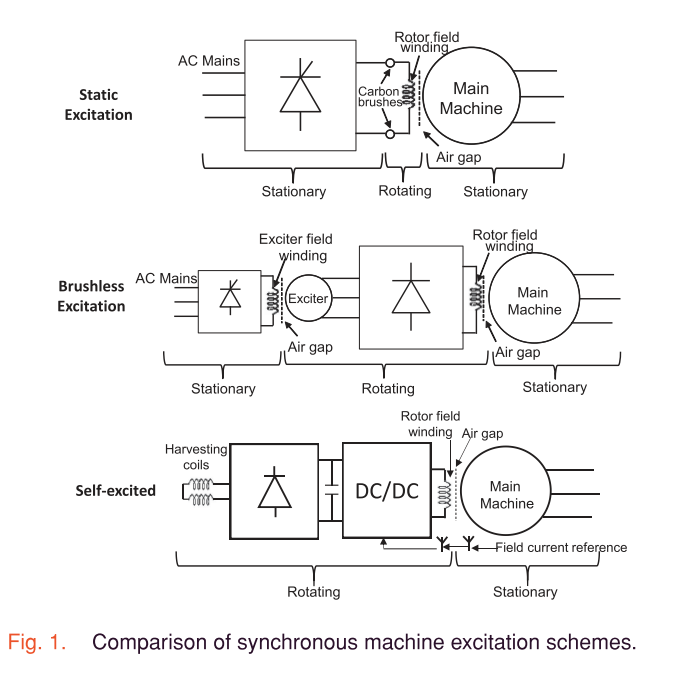 Static
Excitation
AC Mains
Carbon
brushes
Rotor field
winding
Main
Machine
Air gap
Stationary
Rotating
Stationary
Brushless
Excitation
AC Mains
Exciter field
winding
Exciter
Air gap
Rotor field
winding
Main
Machine
Air gap
Stationary
Rotating
Stationary
Self-excited
Harvesting
coils
DC/DC
Rotor field
winding
Air gap
Main
Machine
Field current reference
Rotating
Stationary
Fig. 1. Comparison of synchronous machine excitation schemes.